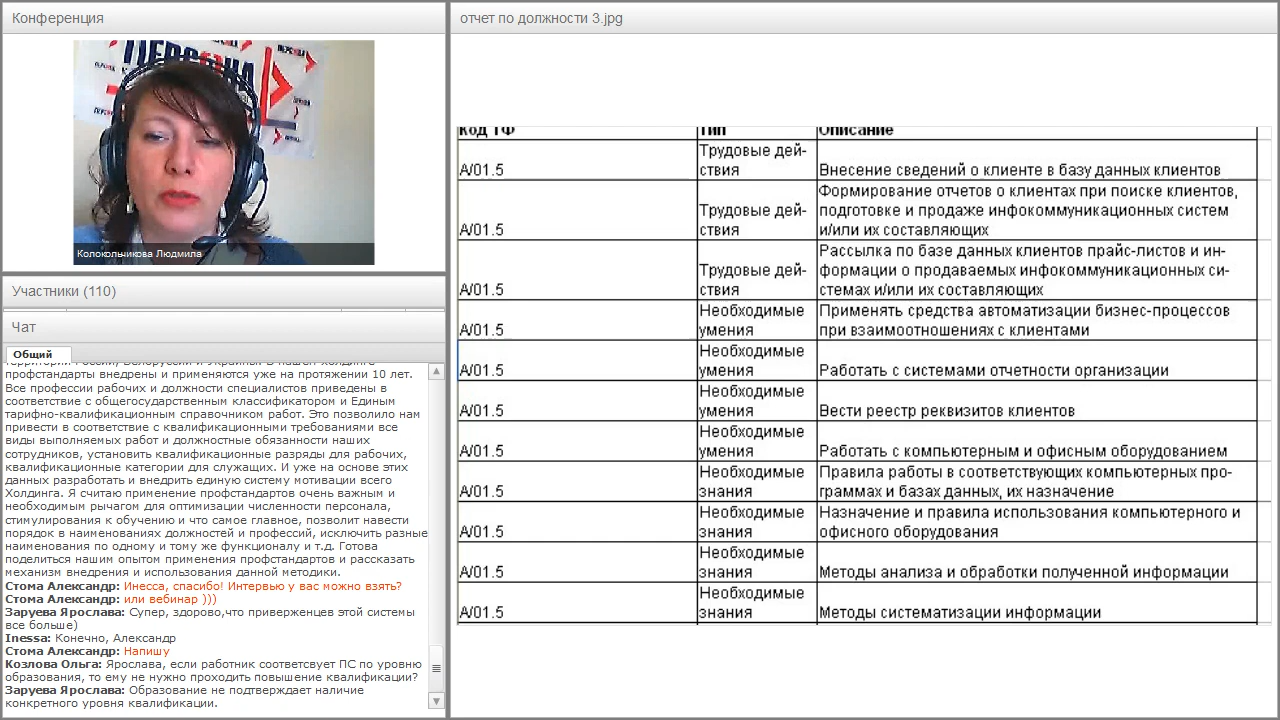 Конференция
ПЕРСОНА
Колокольчикова Людмила
Участники (110)
Чат
Общий
профстандарты внедрены и применяются уже на протяжении 10 лет.
Все профессии рабочих и должности специалистов приведены в
соответствие с общегосударственным классификатором и Единым
тарифно-квалификационным справочником работ. Это позволило нам
привести в соответствие с квалификационными требованиями все
виды выполняемых работ и должностные обязанности наших
сотрудников, установить квалификационные разряды для рабочих,
квалификационные категории для служащих. И уже на основе этих
данных разработать и внедрить единую систему мотивации всего
Холдинга. Я считаю применение профстандартов очень важным и
необходимым рычагом для оптимизации численности персонала,
стимулирования к обучению и что самое главное, позволит навести
порядок в наименованиях должностей и профессий, исключить разные
наименования по одному и тому же функционалу и т.д. Готова
поделиться нашим опытом применения профстандартов и рассказать
механизм внедрения и использования данной методики.
Стома Александр: Инесса, спасибо! Интервью у вас можно взять?
Стома Александр: или вебинар )))
Заруева Ярослава: Супер, здорово,что приверженцев этой системы
все больше)
Inessa: Конечно, Александр
Стома Александр: Напишу
Козлова Ольга: Ярослава, если работник соответсвует ПС по уровню
образования, то ему не нужно проходить повышение квалификации?
Заруева Ярослава: Образование не подтверждает наличие
конкретного уровня квалификации.
отчет по должности 3.jpg
Код ТФ Тип Описание
Трудовые дей-
А/01.5 ствия Внесение сведений о клиенте в базу данных клиентов
Формирование отчетов о клиентах при поиске клиентов,
Трудовые дей- подготовке и продаже инфокоммуникационных систем
А/01.5 ствия и/или их составляющих
Рассылка по базе данных клиентов прайс-листов и ин-
Трудовые дей- формации о продаваемых инфокоммуникационных си-
А/01.5 ствия стемах и/или их составляющих
Необходимые Применять средства автоматизации бизнес-процессов
А/01.5 умения при взаимоотношениях с клиентами
Необходимые
А/01.5 умения Работать с системами отчетности организации
Необходимые
А/01.5 умения Вести реестр реквизитов клиентов
Необходимые
А/01.5 умения Работать с компьютерным и офисным оборудованием
Необходимые Правила работы в соответствующих компьютерных про-
А/01.5 знания граммах и базах данных, их назначение
Необходимые Назначение и правила использования компьютерного и
А/01.5 знания офисного оборудования
Необходимые
А/01.5 знания Методы анализа и обработки полученной информации
Необходимые
А/01.5 знания Методы систематизации информации